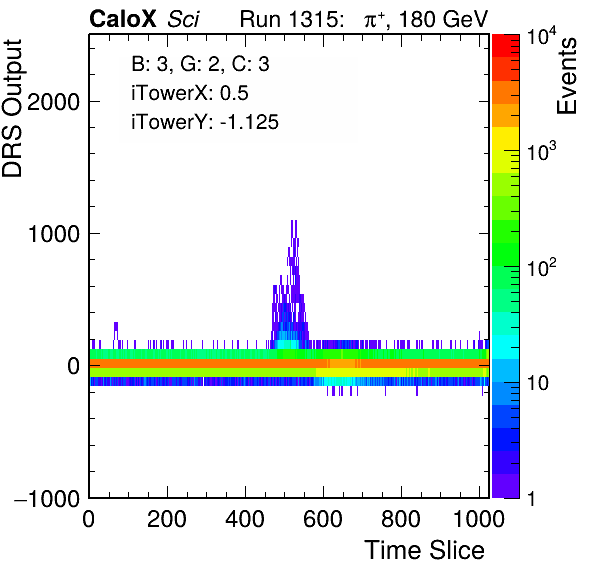 CaloX Sci Run 1315: π⁺, 180 GeV
B: 3, G: 2, C: 3
iTowerX: 0.5
iTowerY: -1.125
DRS Output
2000
1000
0
−1000
0 200 400 600 800 1000
Time Slice
Events
10⁴
10³
10²
10
1